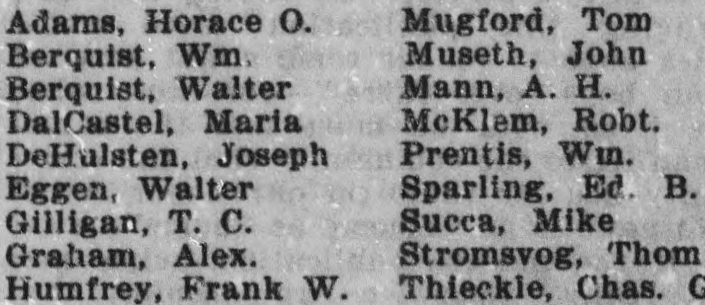 Adams, Horace O.
Berquist, Wm.
Berquist, Walter
DalCastel, Maria
DeHulsten, Joseph
Eggen, Walter
Gilligan, T. C.
Graham, Alex.
Humfrey, Frank W.
Mugford, Tom
Museth, John
Mann, A. H.
McKlem, Robt.
Prentis, Wm.
Sparling, Ed. B.
Succa, Mike
Stromsvog, Thom
Thieckie, Chas. G